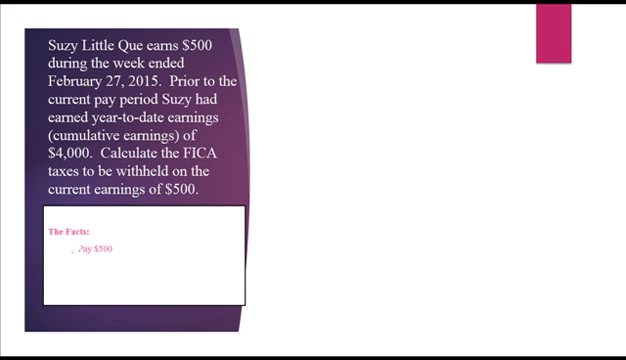 Suzy Little Que earns $500
during the week ended
February 27, 2015.  Prior to the
current pay period Suzy had
earned year-to-date earnings
(cumulative earnings) of
$4,000.  Calculate the FICA
taxes to be withheld on the
current earnings of $500.
The Facts:
Pay $500